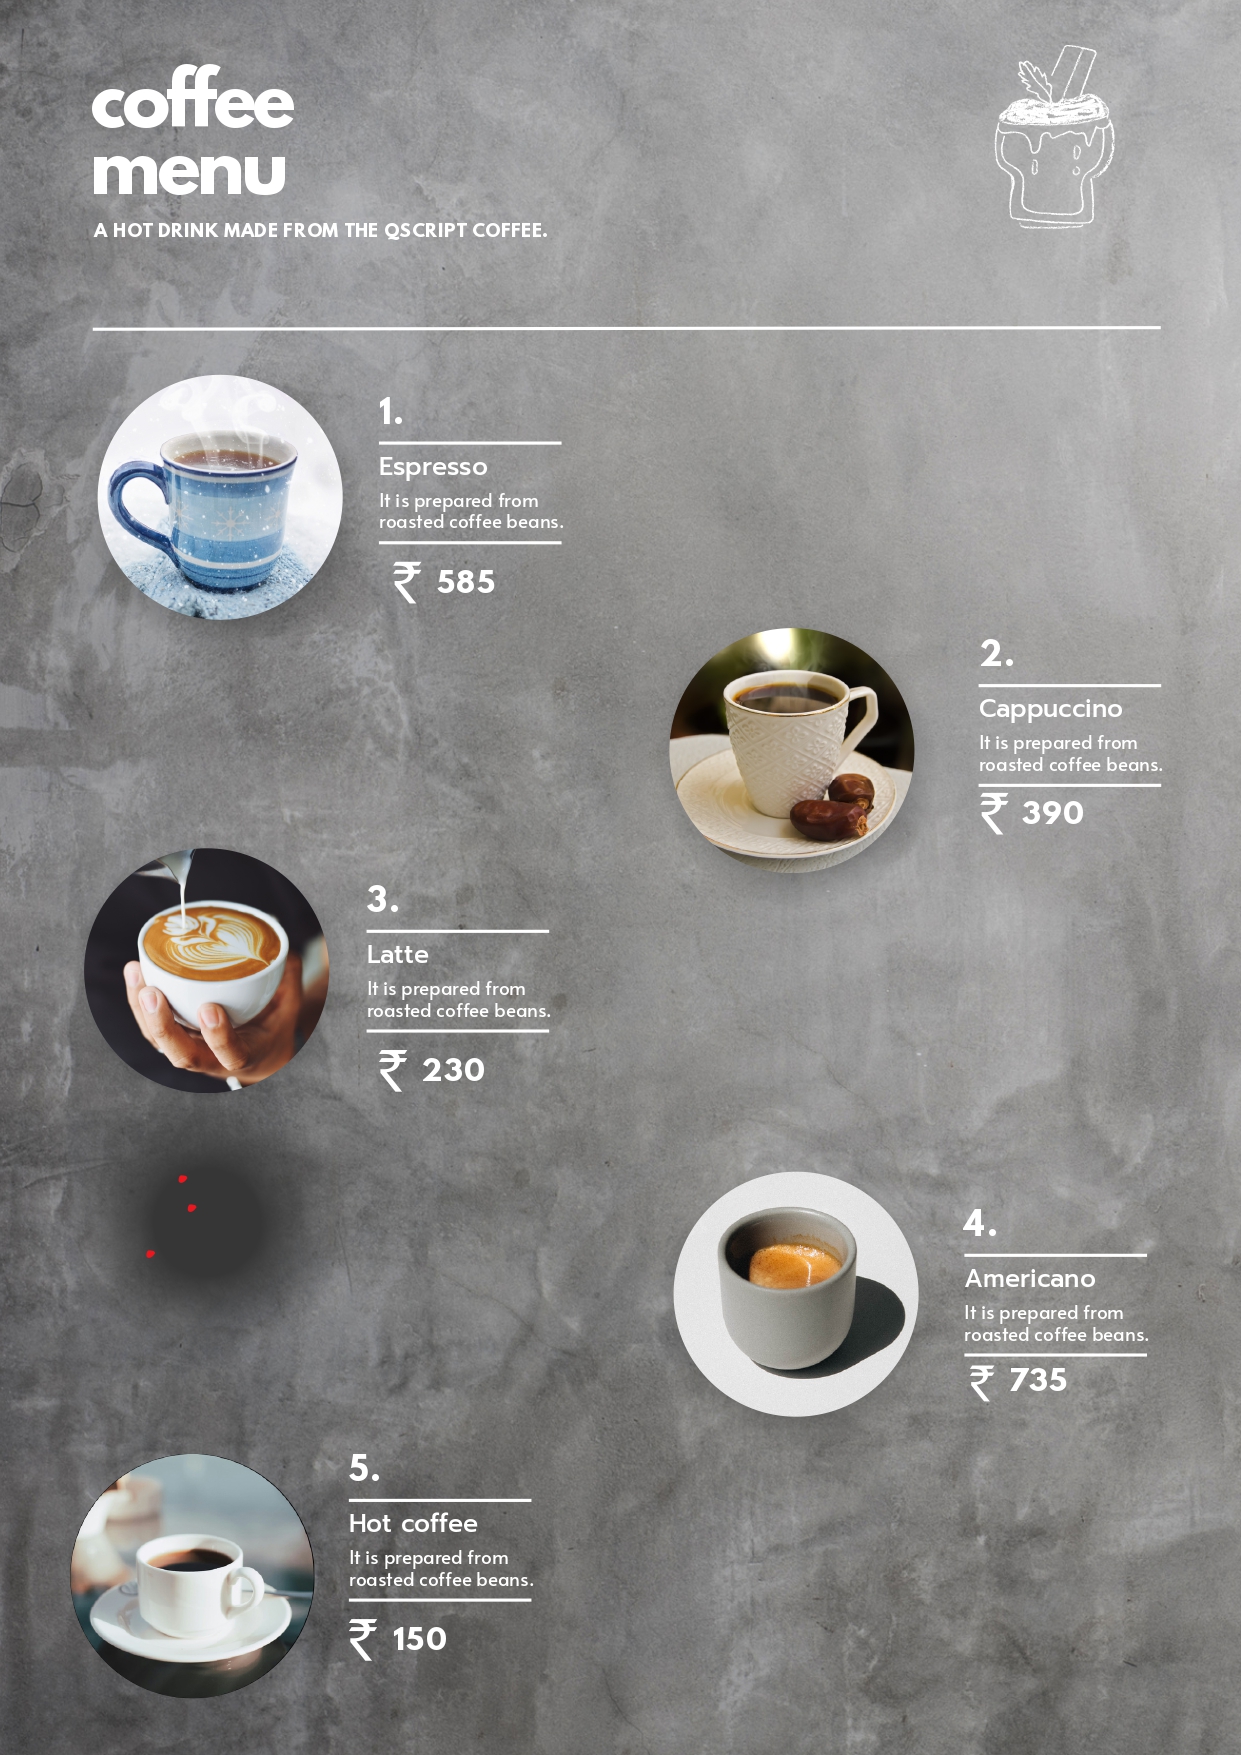 coffee
menu
A HOT DRINK MADE FROM THE QSCRIPT COFFEE.
1.
Espresso
It is prepared from
roasted coffee beans.
₹ 585
2.
Cappuccino
It is prepared from
roasted coffee beans.
₹ 390
3.
Latte
It is prepared from
roasted coffee beans.
₹ 230
4.
Americano
It is prepared from
roasted coffee beans.
₹ 735
5.
Hot coffee
It is prepared from
roasted coffee beans.
₹ 150